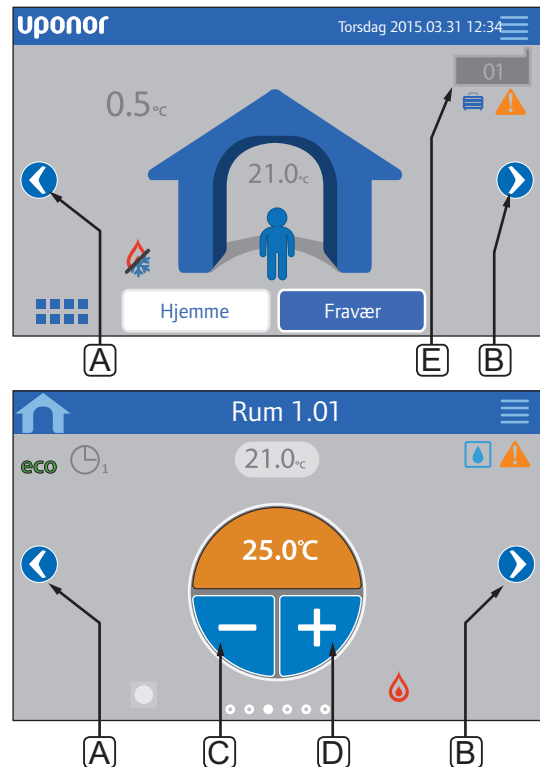 uponor
Torsdag 2015.03.31 12:34
01
0.5°C
21.0°C
Hjemme
Fravær
A
E
B
Rum 1.01
eco
1
21.0°C
25.0°C
− +
A
C
D
B